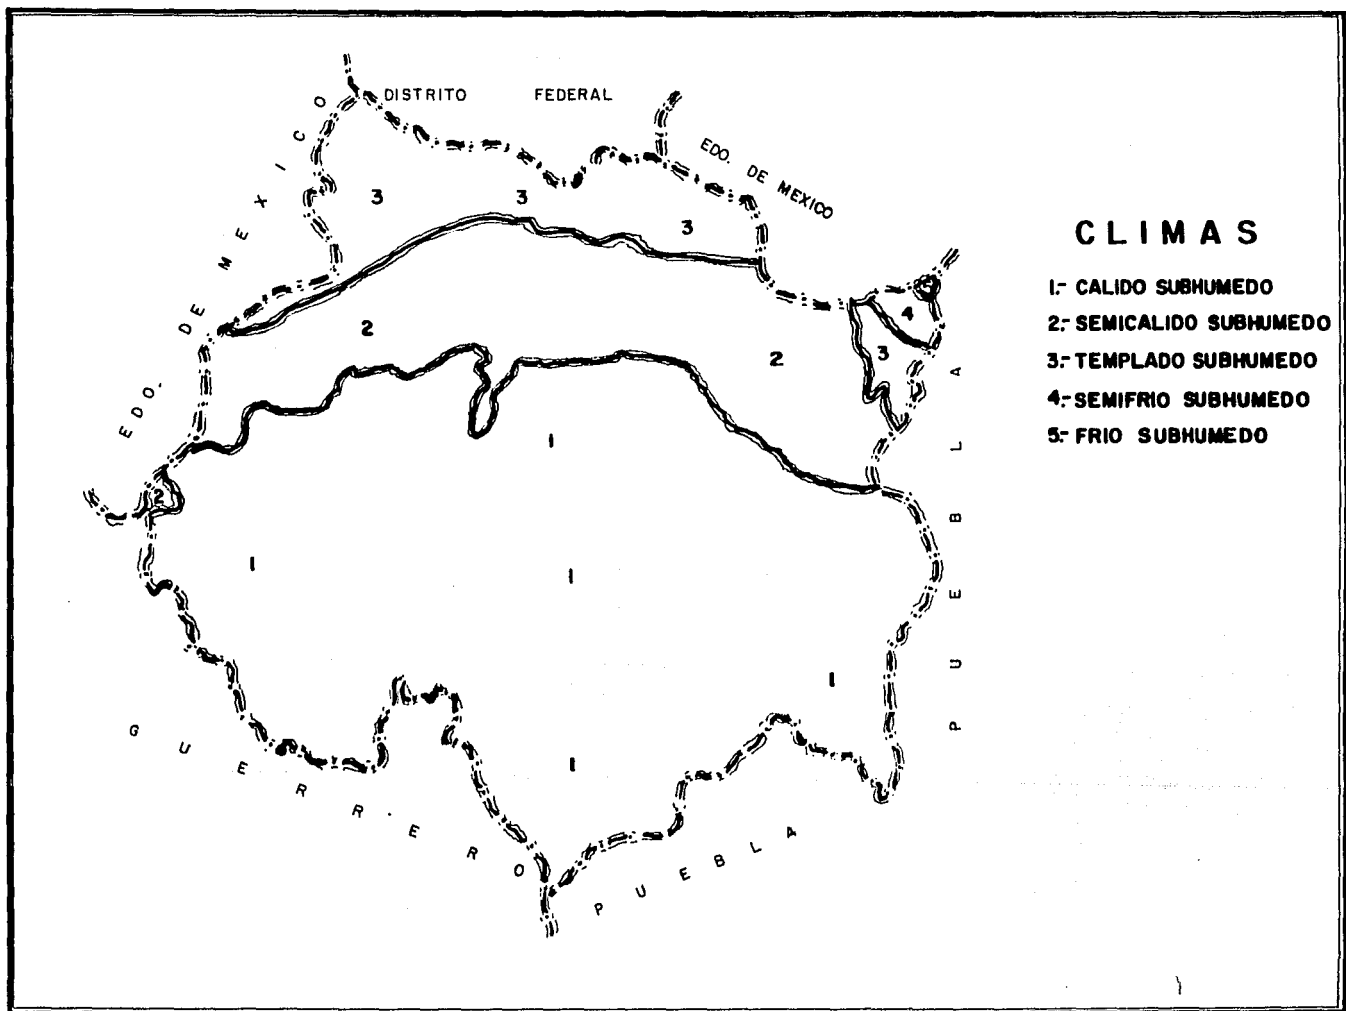 DISTRITO FEDERAL
EDO. DE MEXICO
EDO. DE MEXICO
3
3
3
2
2
2
3
4
5
1
1
1
1
1
GUERRERO
PUEBLA
PUEBLA
CLIMAS
1.- CALIDO SUBHUMEDO
2.- SEMICALIDO SUBHUMEDO
3.- TEMPLADO SUBHUMEDO
4.- SEMIFRIO SUBHUMEDO
5.- FRIO SUBHUMEDO